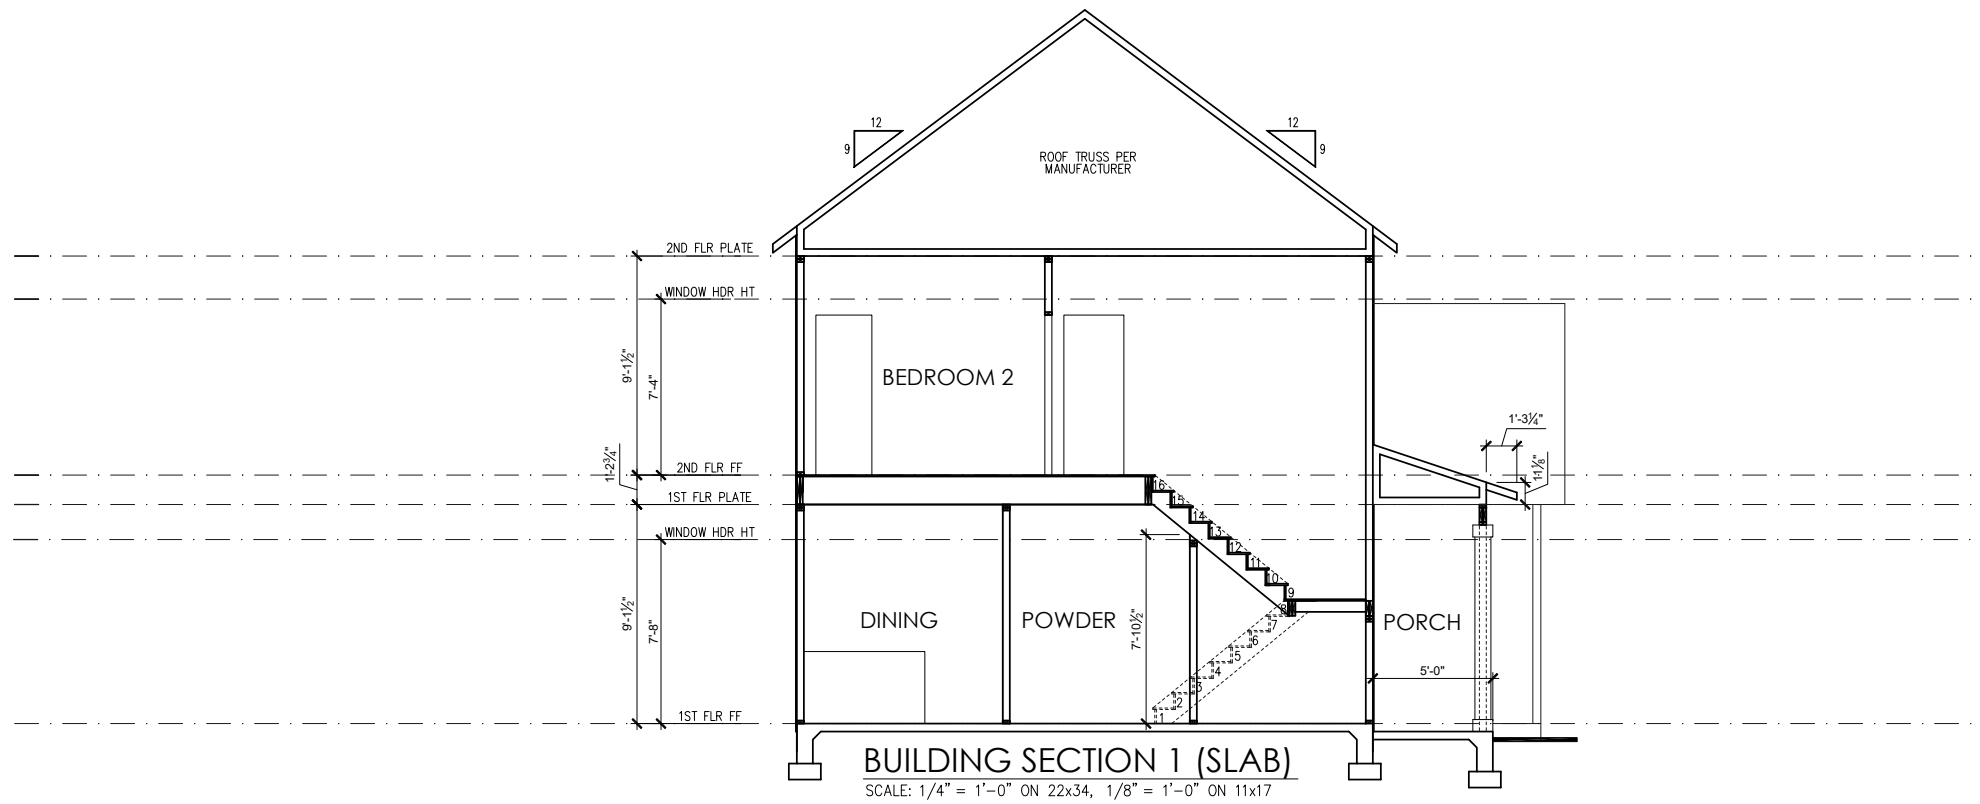 12
9
12
9
ROOF TRUSS PER
MANUFACTURER
2ND FLR PLATE
WINDOW HDR HT
9'-1½"
7'-4"
BEDROOM 2
1'-3¼"
1'-2¾"
2ND FLR FF
1ST FLR PLATE
WINDOW HDR HT
16
15
14
13
12
11
10
9
8
7
6
5
4
3
2
1
9'-1½"
7'-8"
DINING
POWDER
7'-10½"
PORCH
5'-0"
1ST FLR FF
BUILDING SECTION 1 (SLAB)
SCALE: 1/4" = 1'-0" ON 22x34, 1/8" = 1'-0" ON 11x17